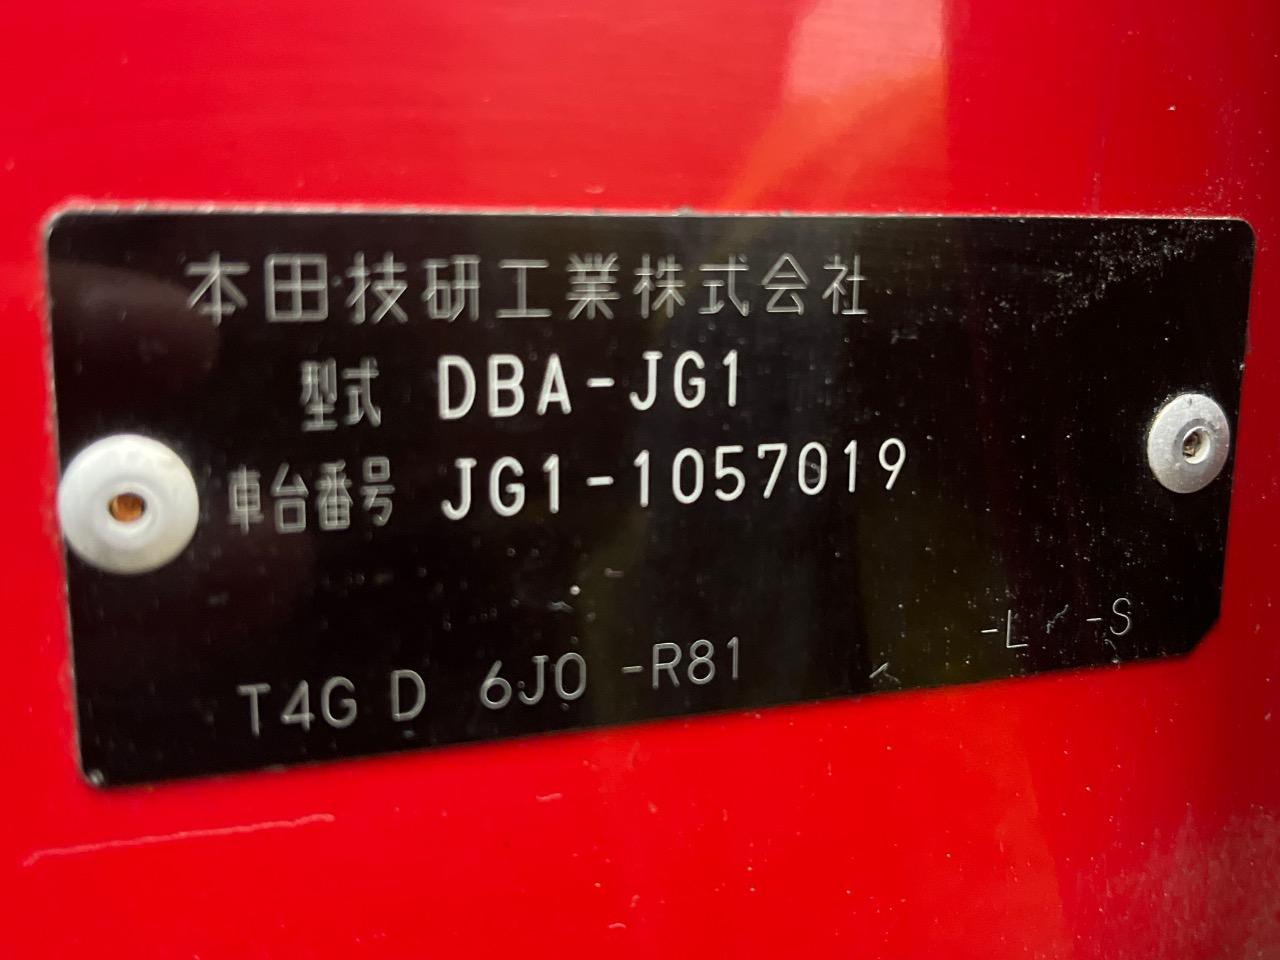 本田技研工業株式会社
型式 DBA-JG1
車台番号 JG1-1057019
T4G D 6J0 -R81 -L -S